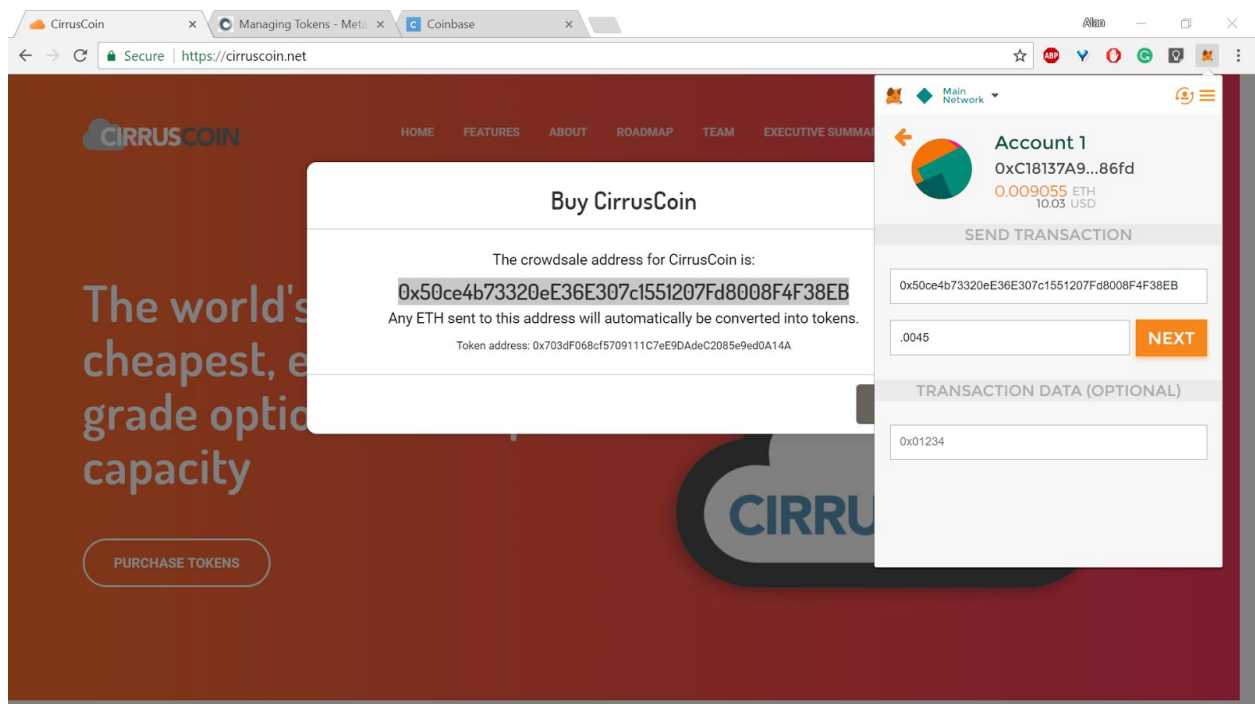 CirrusCoin
Managing Tokens - Meta
Coinbase
Alan
Secure
https://cirruscoin.net
ABP
CIRRUSCOIN
HOME FEATURES ABOUT ROADMAP TEAM EXECUTIVE SUMMA
Main
Network
Account 1
0xC18137A9...86fd
0.009055 ETH
10.03 USD
SEND TRANSACTION
0x50ce4b73320eE36E307c1551207Fd8008F4F38EB
.0045
NEXT
TRANSACTION DATA (OPTIONAL)
0x01234
Buy CirrusCoin
The crowdsale address for CirrusCoin is:
0x50ce4b73320eE36E307c1551207Fd8008F4F38EB
Any ETH sent to this address will automatically be converted into tokens.
Token address: 0x703dF068cf5709111C7eE9DAdeC2085e9ed0A14A
The world's
cheapest, e
grade optio
capacity
PURCHASE TOKENS
CIRRU